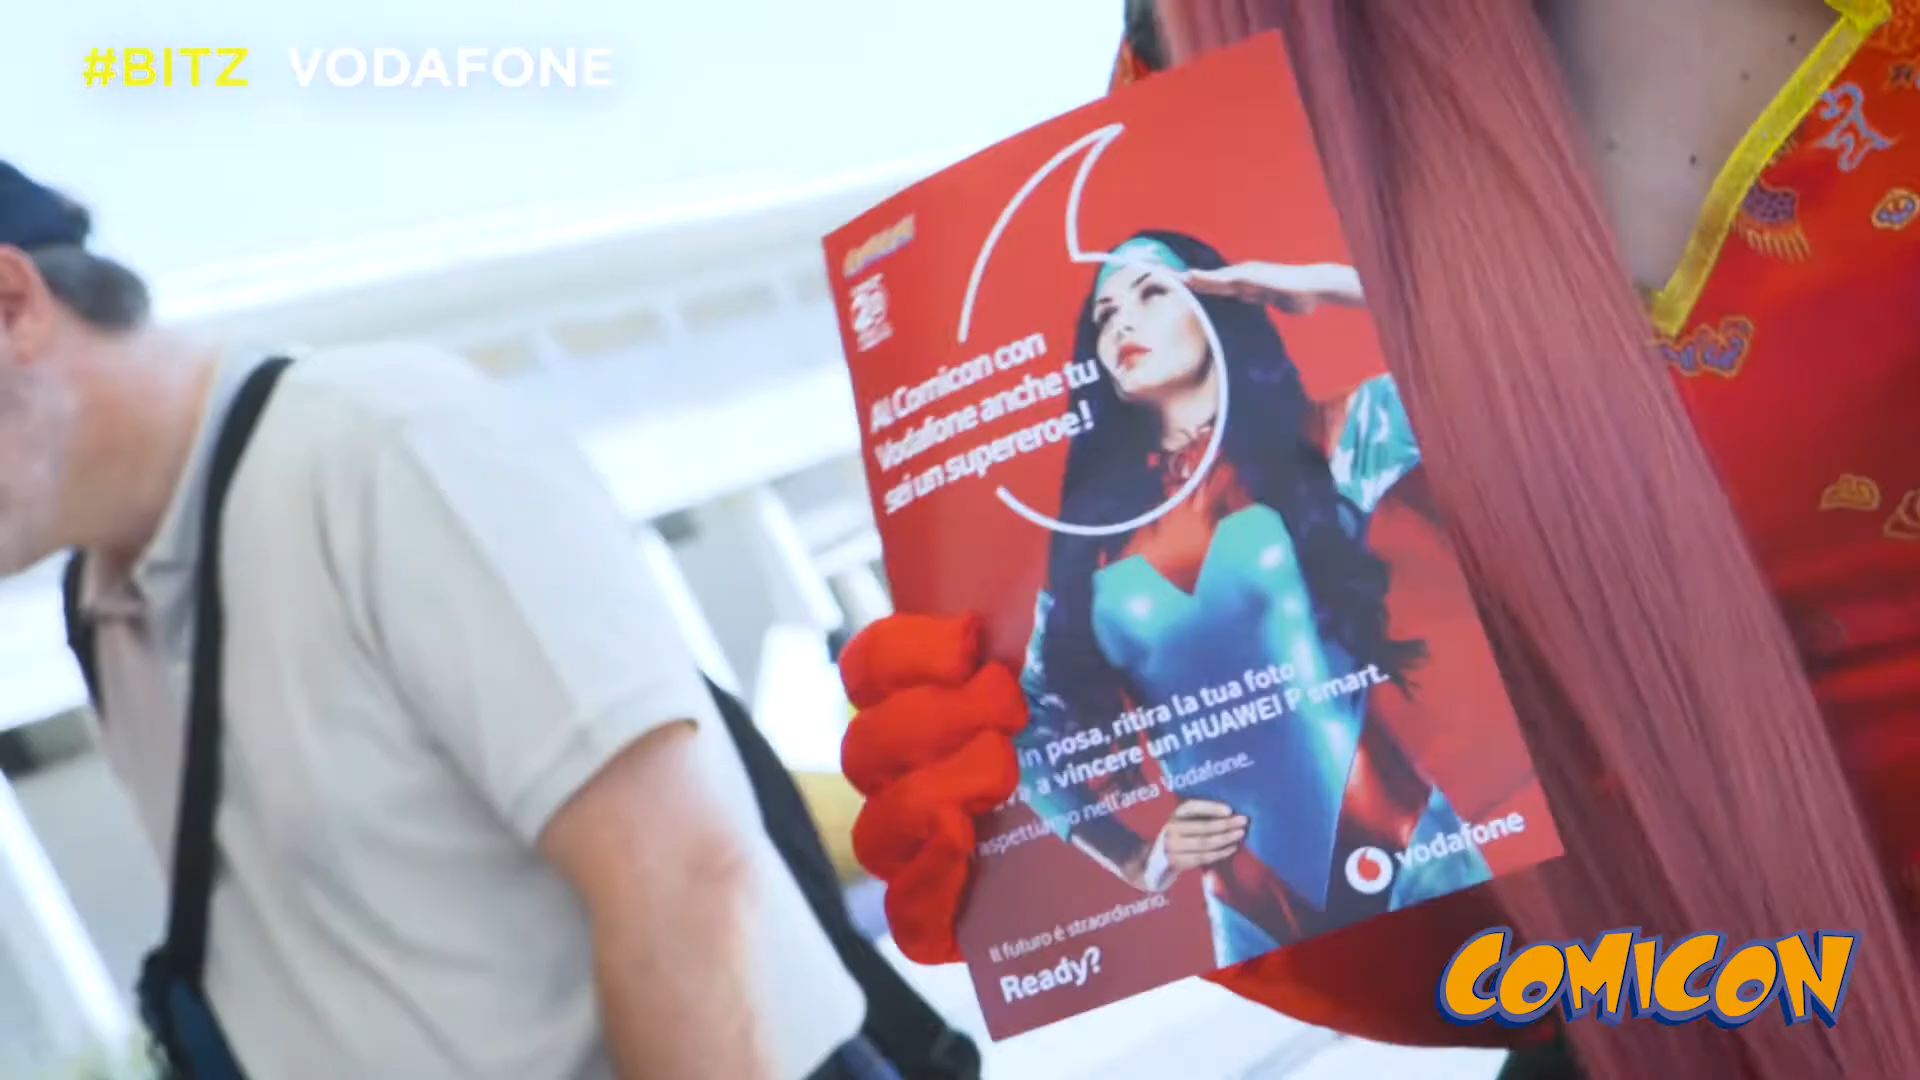 #BITZ VODAFONE
Al Comicon con
Vodafone anche tu
sei un supereroe!
in posa, ritira la tua foto
a vincere un HUAWEI P smart.
aspettiamo nell'area Vodafone.
vodafone
Il futuro è straordinario.
Ready?
COMICON